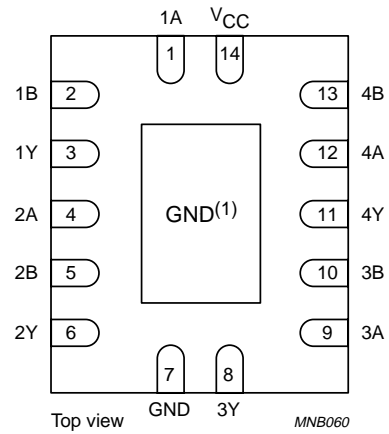 1A VCC
1 14
1B 2 13 4B
1Y 3 12 4A
2A 4 GND(1) 11 4Y
2B 5 10 3B
2Y 6 9 3A
7 8
Top view GND 3Y MNB060